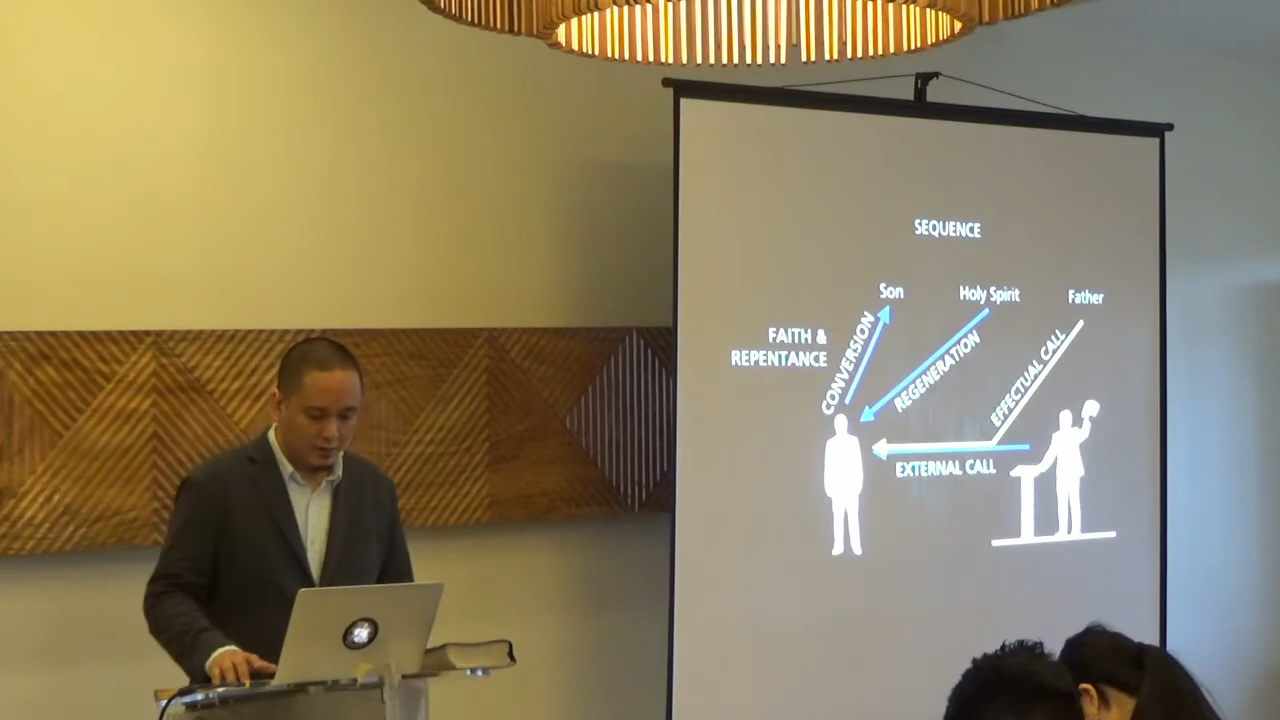 SEQUENCE
Son
Holy Spirit
Father
FAITH &
REPENTANCE
CONVERSION
REGENERATION
EFFECTUAL CALL
EXTERNAL CALL